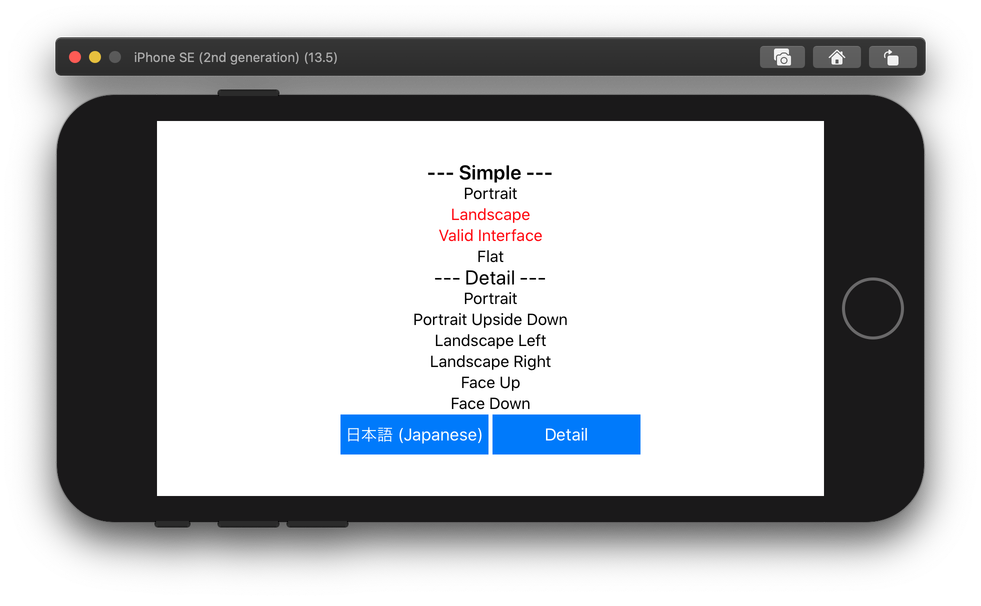 iPhone SE (2nd generation) (13.5)
--- Simple ---
Portrait
Landscape
Valid Interface
Flat
--- Detail ---
Portrait
Portrait Upside Down
Landscape Left
Landscape Right
Face Up
Face Down
日本語 (Japanese) Detail